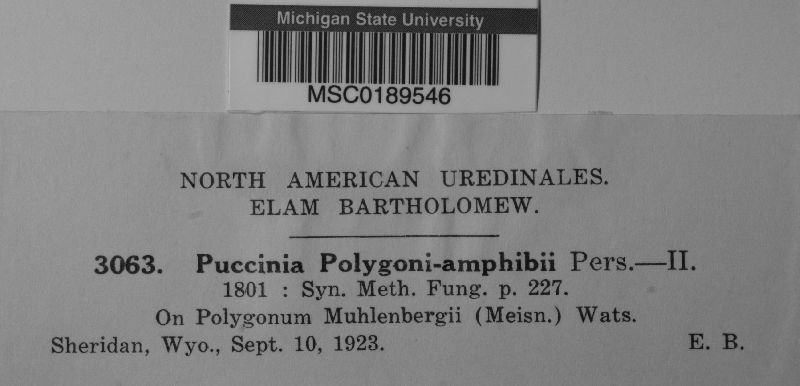 Michigan State University
MSC0189546
NORTH AMERICAN UREDINALES.
ELAM BARTHOLOMEW.
3063. Puccinia Polygoni-amphibii Pers.—II.
1801 : Syn. Meth. Fung. p. 227.
On Polygonum Muhlenbergii (Meisn.) Wats.
Sheridan, Wyo., Sept. 10, 1923. E. B.